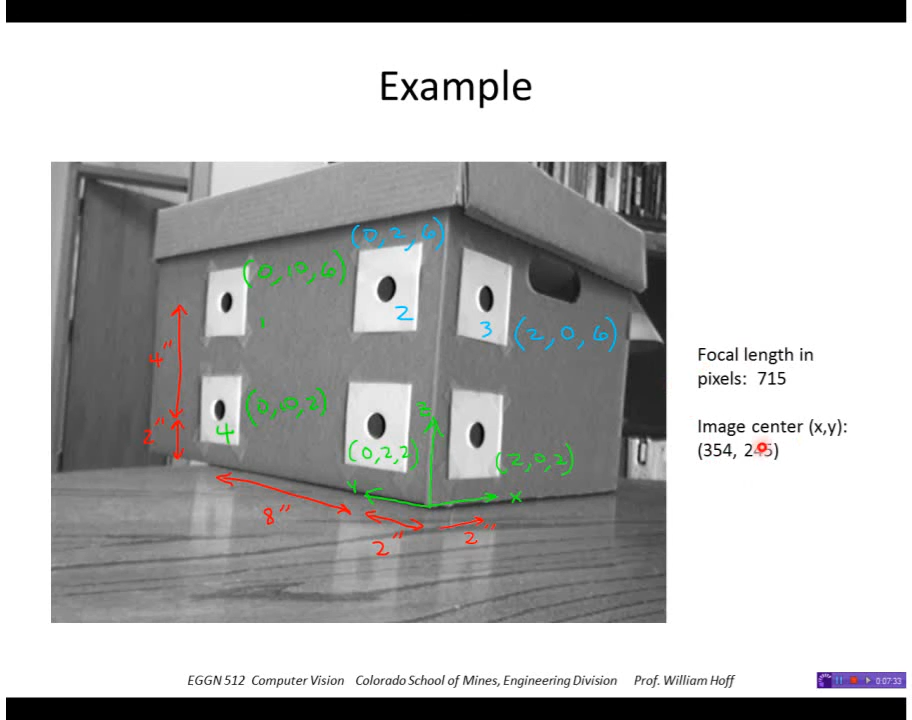 Example
(0,2,6)
(0,10,6)
1
2
3 (2,0,6)
4"
Focal length in
pixels: 715
(0,10,2)
4
z
2"
Image center (x,y):
(354, 245)
(0,2,2)
(2,0,2)
y
x
8"
2"
2"
EGGN 512 Computer Vision Colorado School of Mines, Engineering Division Prof. William Hoff
0:07:33